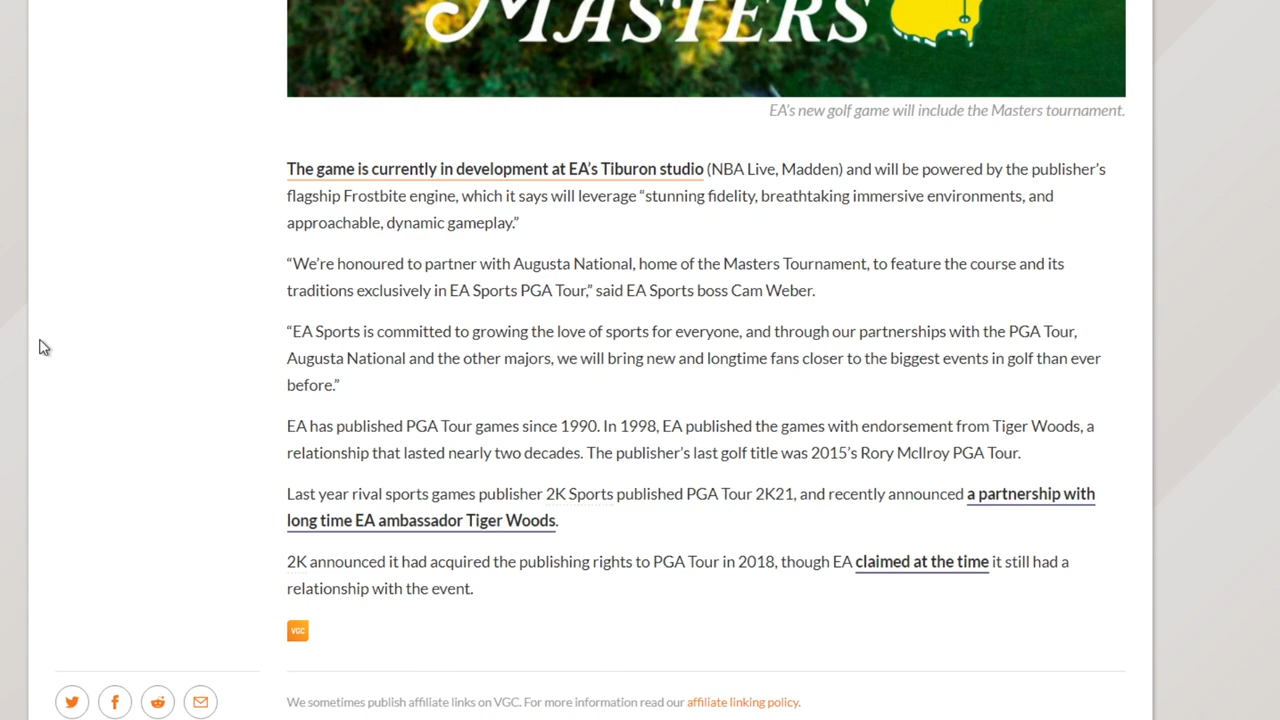 MASTERS
EA’s new golf game will include the Masters tournament.
The game is currently in development at EA’s Tiburon studio (NBA Live, Madden) and will be powered by the publisher’s
flagship Frostbite engine, which it says will leverage “stunning fidelity, breathtaking immersive environments, and
approachable, dynamic gameplay.”
“We’re honoured to partner with Augusta National, home of the Masters Tournament, to feature the course and its
traditions exclusively in EA Sports PGA Tour,” said EA Sports boss Cam Weber.
“EA Sports is committed to growing the love of sports for everyone, and through our partnerships with the PGA Tour,
Augusta National and the other majors, we will bring new and longtime fans closer to the biggest events in golf than ever
before.”
EA has published PGA Tour games since 1990. In 1998, EA published the games with endorsement from Tiger Woods, a
relationship that lasted nearly two decades. The publisher’s last golf title was 2015’s Rory McIlroy PGA Tour.
Last year rival sports games publisher 2K Sports published PGA Tour 2K21, and recently announced a partnership with
long time EA ambassador Tiger Woods.
2K announced it had acquired the publishing rights to PGA Tour in 2018, though EA claimed at the time it still had a
relationship with the event.
VGC
We sometimes publish affiliate links on VGC. For more information read our affiliate linking policy.